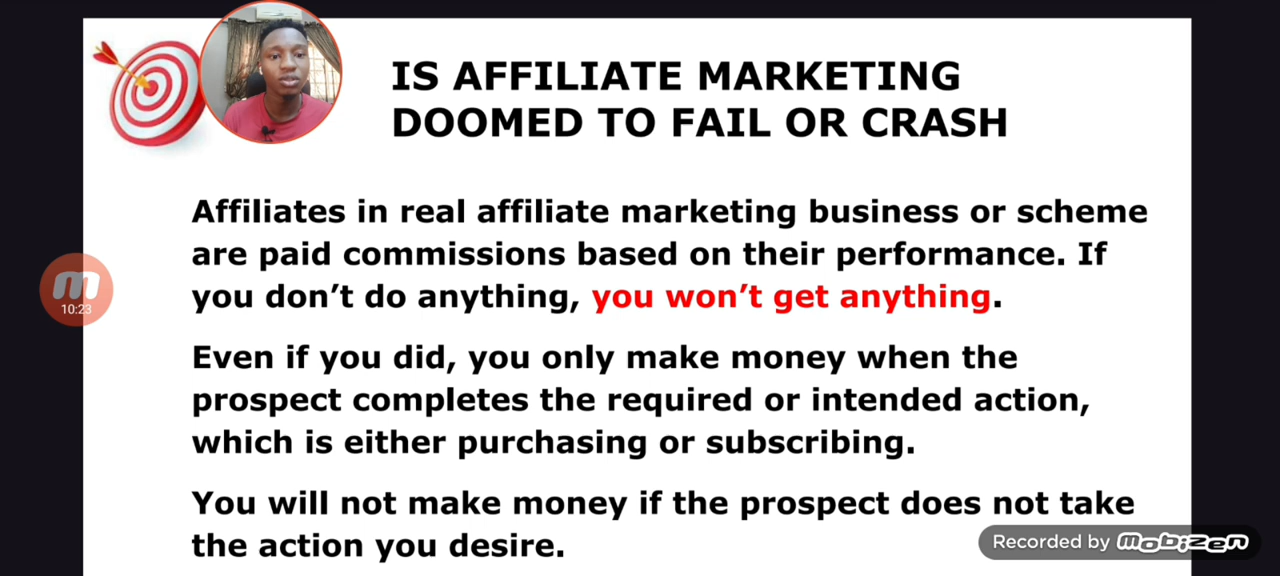 IS AFFILIATE MARKETING
DOOMED TO FAIL OR CRASH
Affiliates in real affiliate marketing business or scheme
are paid commissions based on their performance. If
you don’t do anything, you won’t get anything.
Even if you did, you only make money when the
prospect completes the required or intended action,
which is either purchasing or subscribing.
You will not make money if the prospect does not take
the action you desire.
m
10:23
Recorded by mobizen